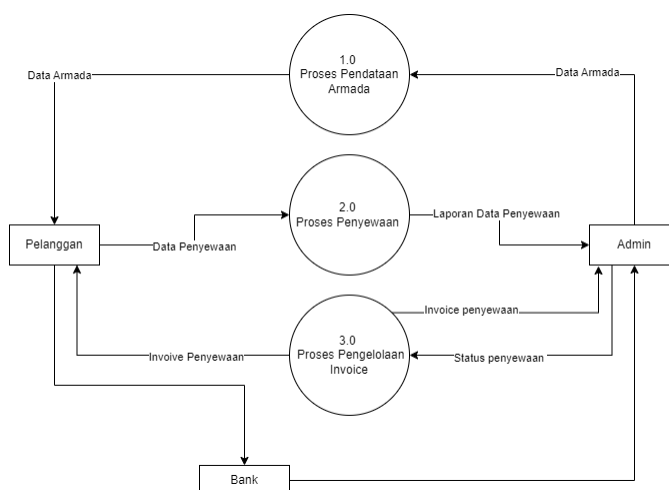 1.0
Proses Pendataan
Armada
Data Armada
Data Armada
2.0
Proses Penyewaan
Laporan Data Penyewaan
Pelanggan
Data Penyewaan
Admin
Invoice penyewaan
3.0
Proses Pengelolaan
Invoice
Invoive Penyewaan
Status penyewaan
Bank